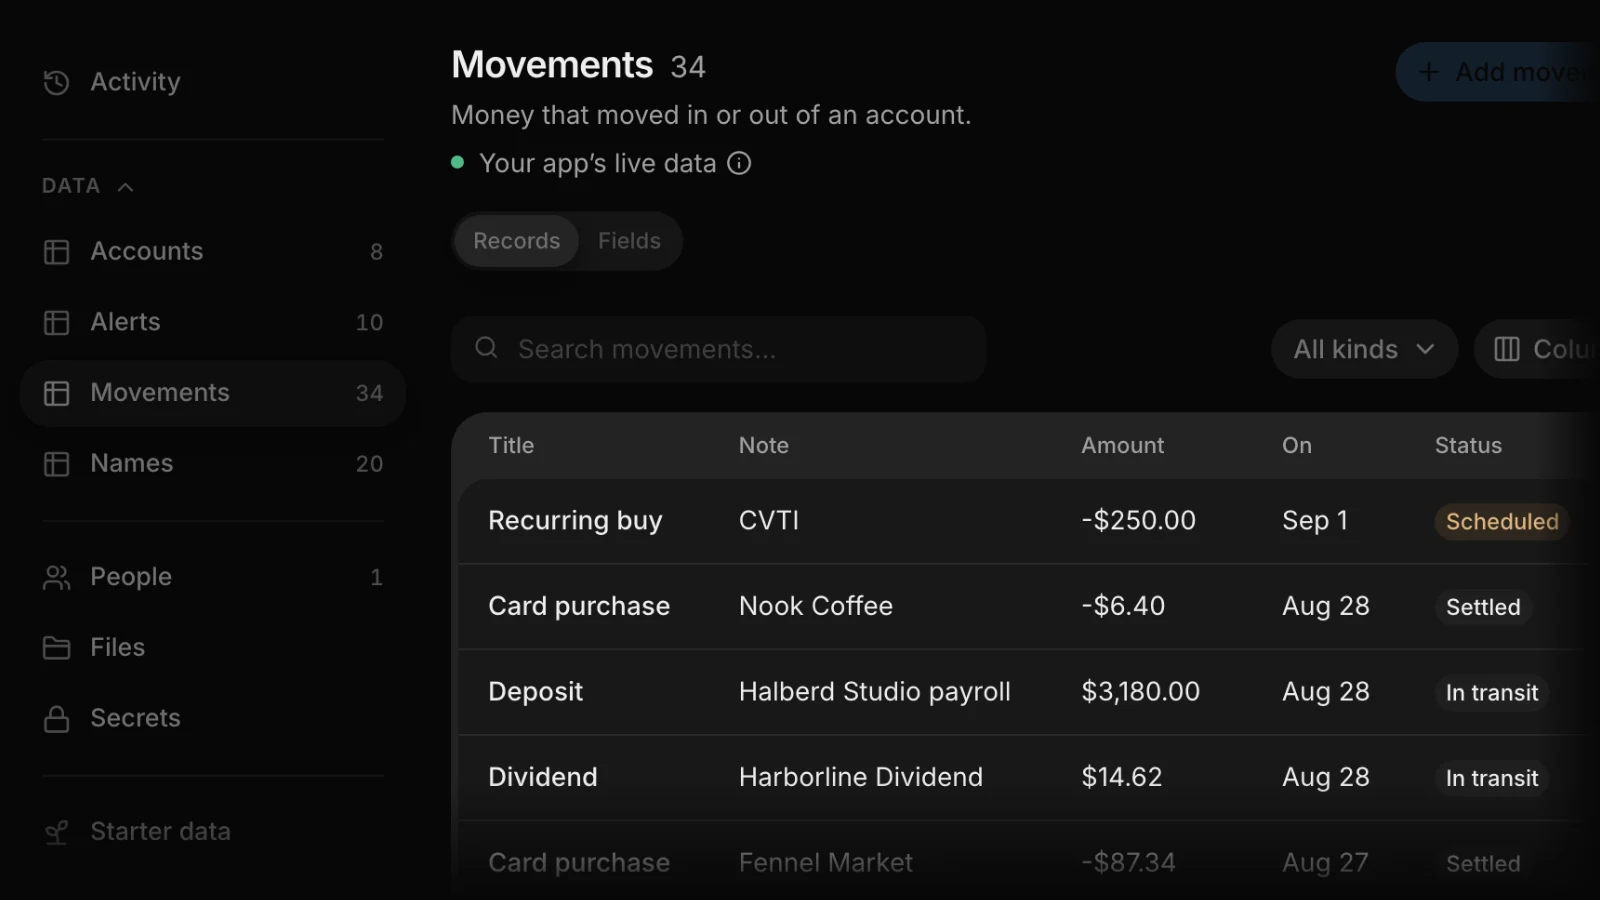 Activity
DATA
Accounts 8
Alerts 10
Movements 34
Names 20
People 1
Files
Secrets
Starter data
Movements 34
Money that moved in or out of an account.
Your app’s live data
Records Fields
Search movements...
All kinds
Title Note Amount On Status
Recurring buy CVTI -$250.00 Sep 1 Scheduled
Card purchase Nook Coffee -$6.40 Aug 28 Settled
Deposit Halberd Studio payroll $3,180.00 Aug 28 In transit
Dividend Harborline Dividend $14.62 Aug 28 In transit
Card purchase Fennel Market -$87.34 Aug 27 Settled
+ Add